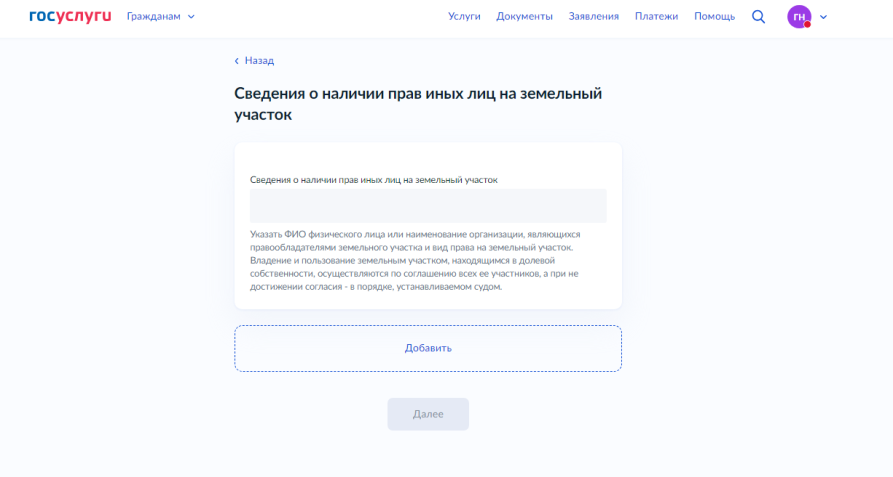 госуслуги Гражданам Услуги Документы Заявления Платежи Помощь ГН
Назад
Сведения о наличии прав иных лиц на земельный
участок
Сведения о наличии прав иных лиц на земельный участок
Указать ФИО физического лица или наименование организации, являющихся
правообладателями земельного участка и вид права на земельный участок.
Владение и пользование земельным участком, находящимся в долевой
собственности, осуществляются по соглашению всех ее участников, а при не
достижении согласия - в порядке, устанавливаемом судом.
Добавить
Далее